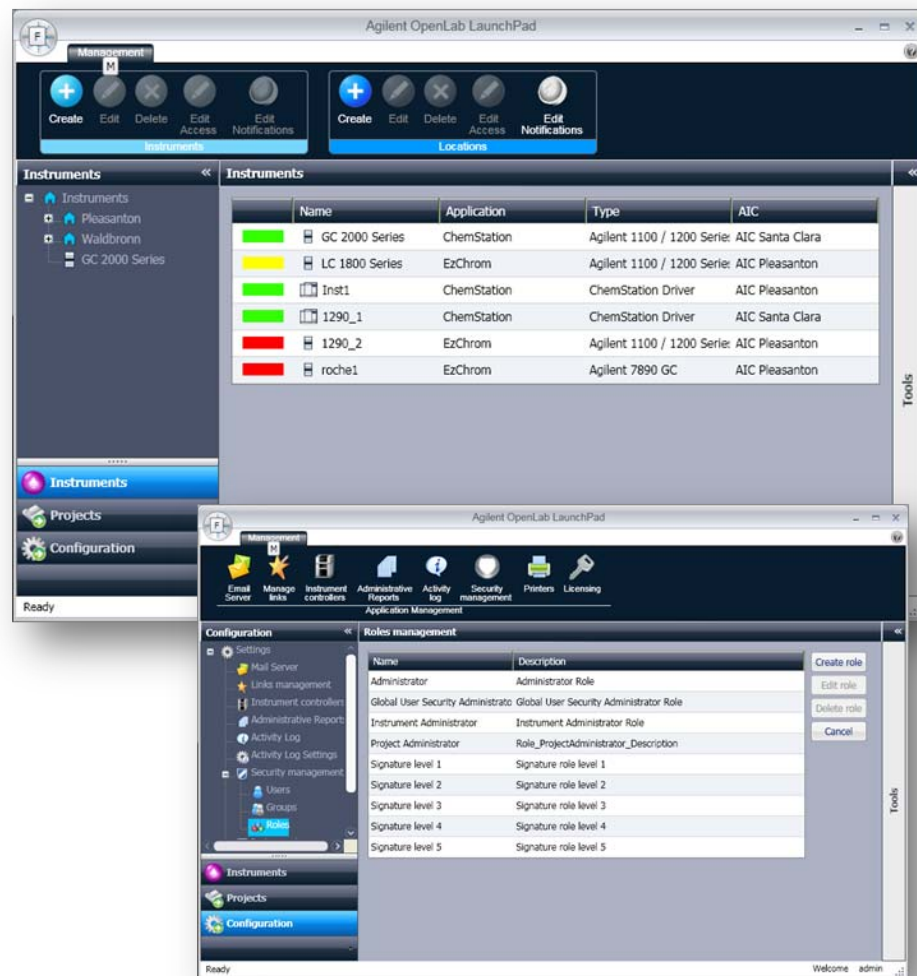 Agilent OpenLab LaunchPad
F
Management
M
Create Edit Delete Edit Access Edit Notifications
Instruments
Create Edit Delete Edit Access Edit Notifications
Locations
Instruments
Instruments
Pleasanton
Waldbronn
GC 2000 Series
Instruments
Name Application Type AIC
GC 2000 Series ChemStation Agilent 1100 / 1200 Serie: AIC Santa Clara
LC 1800 Series EzChrom Agilent 1100 / 1200 Serie: AIC Pleasanton
Inst1 ChemStation ChemStation Driver AIC Pleasanton
1290_1 ChemStation ChemStation Driver AIC Santa Clara
1290_2 EzChrom Agilent 1100 / 1200 Serie: AIC Pleasanton
roche1 EzChrom Agilent 7890 GC AIC Pleasanton
Tools
Instruments
Projects
Configuration
Ready
Agilent OpenLab LaunchPad
F
Management
M
Email Server Manage links Instrument controllers Administrative Reports Activity log Security management Printers Licensing
Application Management
Configuration
Settings
Mail Server
Links management
Instrument controllers
Administrative Report:
Activity Log
Activity Log Settings
Security management
Users
Groups
Roles
Roles management
Name Description
Administrator Administrator Role
Global User Security Administrato Global User Security Administrator Role
Instrument Administrator Instrument Administrator Role
Project Administrator Role_ProjectAdministrator_Description
Signature level 1 Signature role level 1
Signature level 2 Signature role level 2
Signature level 3 Signature role level 3
Signature level 4 Signature role level 4
Signature level 5 Signature role level 5
Create role
Edit role
Delete role
Cancel
Tools
Instruments
Projects
Configuration
Ready
Welcome admin